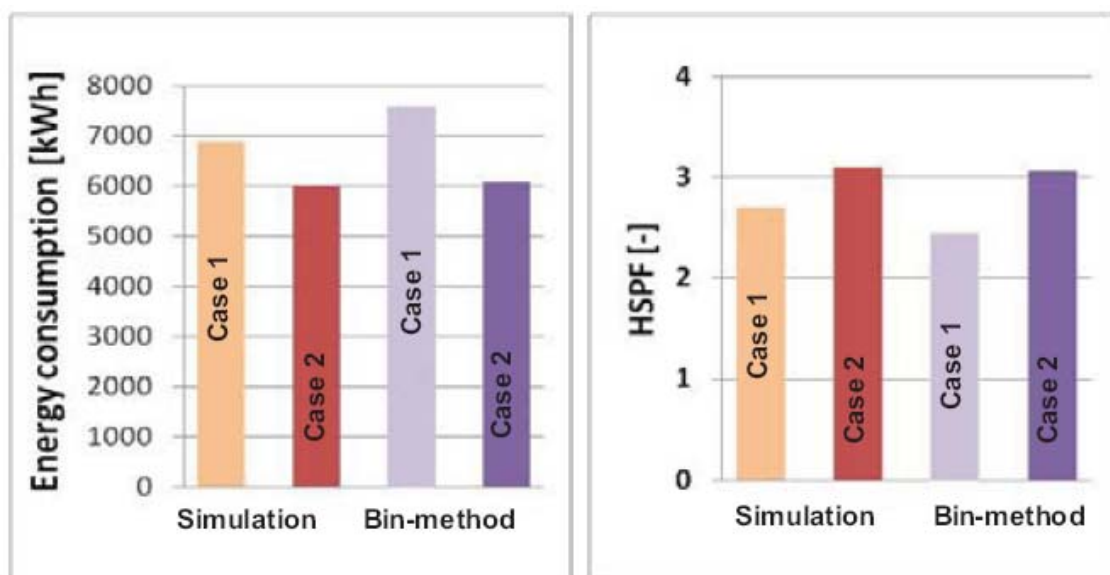 Energy consumption [kWh]
8000
7000
6000
5000
4000
3000
2000
1000
0
Case 1
Case 2
Case 1
Case 2
Simulation Bin-method
HSPF [-]
4
3
2
1
0
Case 1
Case 2
Case 1
Case 2
Simulation Bin-method